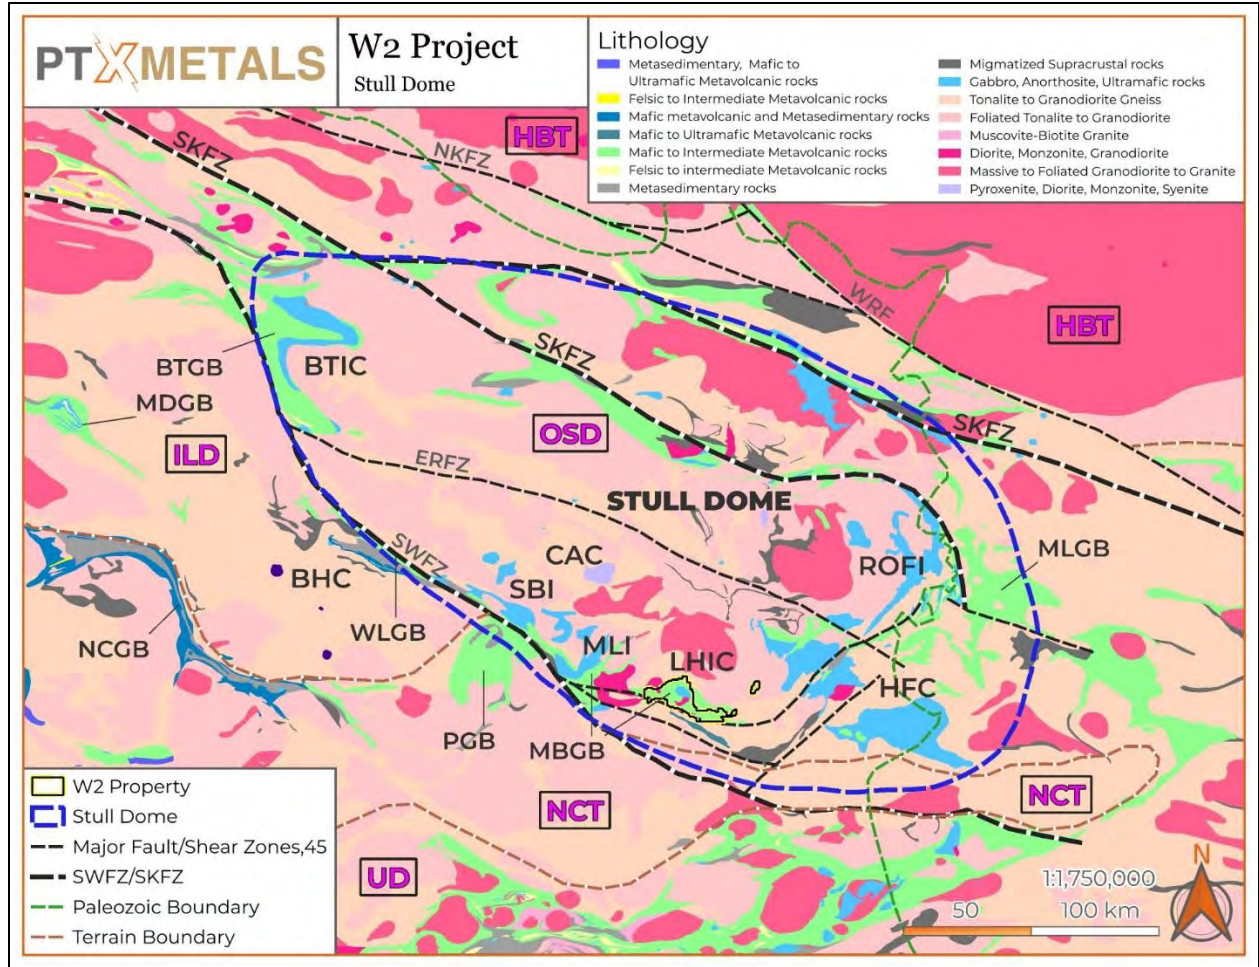 PTXMETALS
W2 Project
Stull Dome
Lithology
Metasedimentary, Mafic to
Ultramafic Metavolcanic rocks
Felsic to Intermediate Metavolcanic rocks
Mafic metavolcanic and Metasedimentary rocks
Mafic to Ultramafic Metavolcanic rocks
Mafic to Intermediate Metavolcanic rocks
Felsic to intermediate Metavolcanic rocks
Metasedimentary rocks
Migmatized Supracrustal rocks
Gabbro, Anorthosite, Ultramafic rocks
Tonalite to Granodiorite Gneiss
Foliated Tonalite to Granodiorite
Muscovite-Biotite Granite
Diorite, Monzonite, Granodiorite
Massive to Foliated Granodiorite to Granite
Pyroxenite, Diorite, Monzonite, Syenite
HBT
SKFZ
NKFZ
WRF
HBT
SKFZ
BTGB
BTIC
MDGB
OSD
SKFZ
ILD
ERFZ
STULL DOME
MLGB
SWFZ
CAC
ROFI
BHC
SBI
WLGB
NCGB
MLI
LHIC
HFC
PGB
MBGB
NCT
NCT
UD
W2 Property
Stull Dome
Major Fault/Shear Zones,45
SWFZ/SKFZ
Paleozoic Boundary
Terrain Boundary
N
1:1,750,000
50 100 km